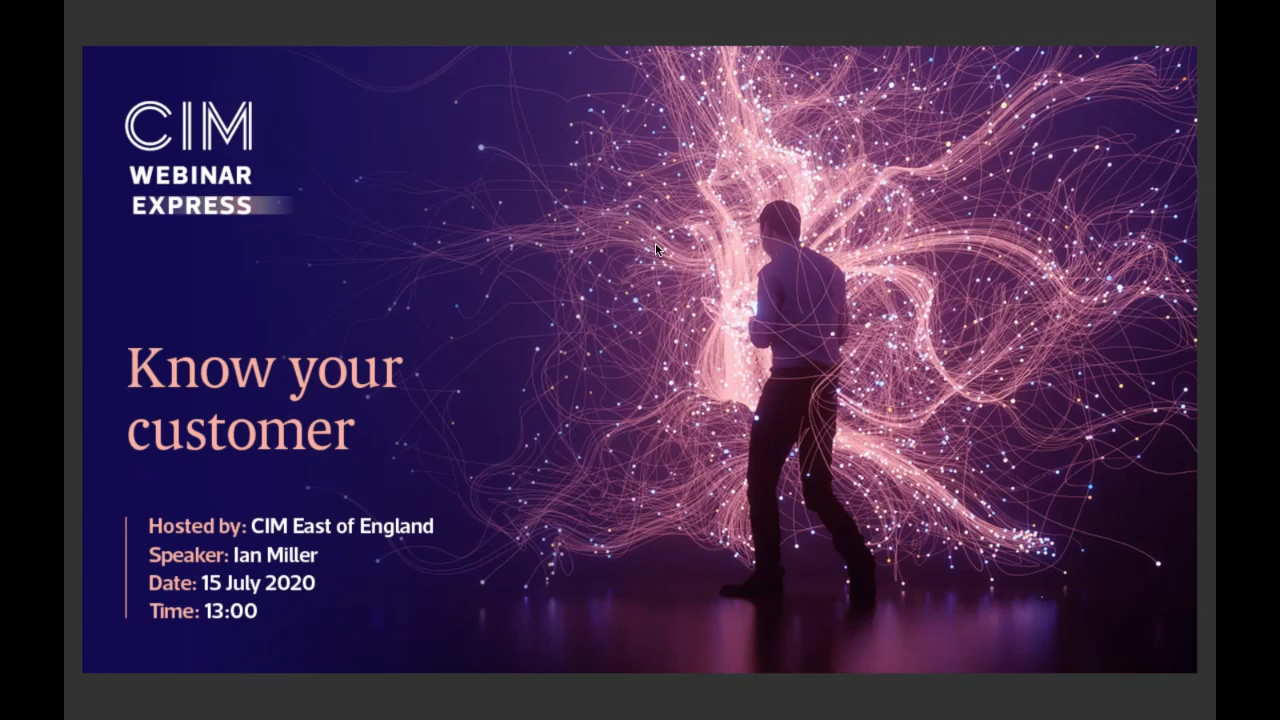 CIM
WEBINAR
EXPRESS
Know your
customer
Hosted by: CIM East of England
Speaker: Ian Miller
Date: 15 July 2020
Time: 13:00